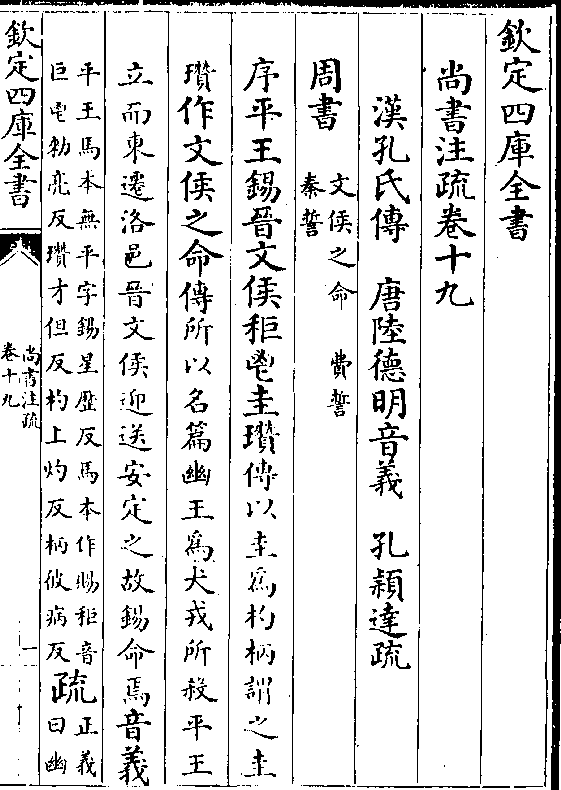 欽定四庫全書
尚書注疏卷十九
漢孔氏傳　唐陸德明音義　孔穎達疏
周書
文侯之命　費誓
秦誓
序平王錫晉文侯秬鬯圭瓚傳以圭為杓柄謂之圭
瓚作文侯之命傳所以名篇幽王為犬戎所殺平王
立而東遷洛邑晉文侯迎送安定之故錫命焉音義
平王馬本無平字錫星歷反馬本作賜秬音
巨鬯勑亮反瓚才但反杓上灼反柄彼病反
疏
正義
曰幽
欽定四庫全書
尚書注疏
卷十九
一